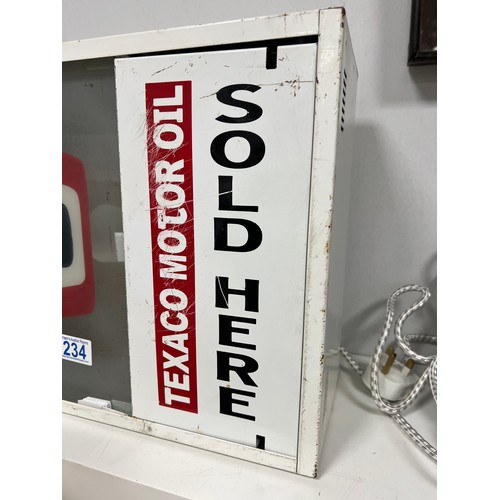 TEXACO MOTOR OIL
SOLD HERE
234